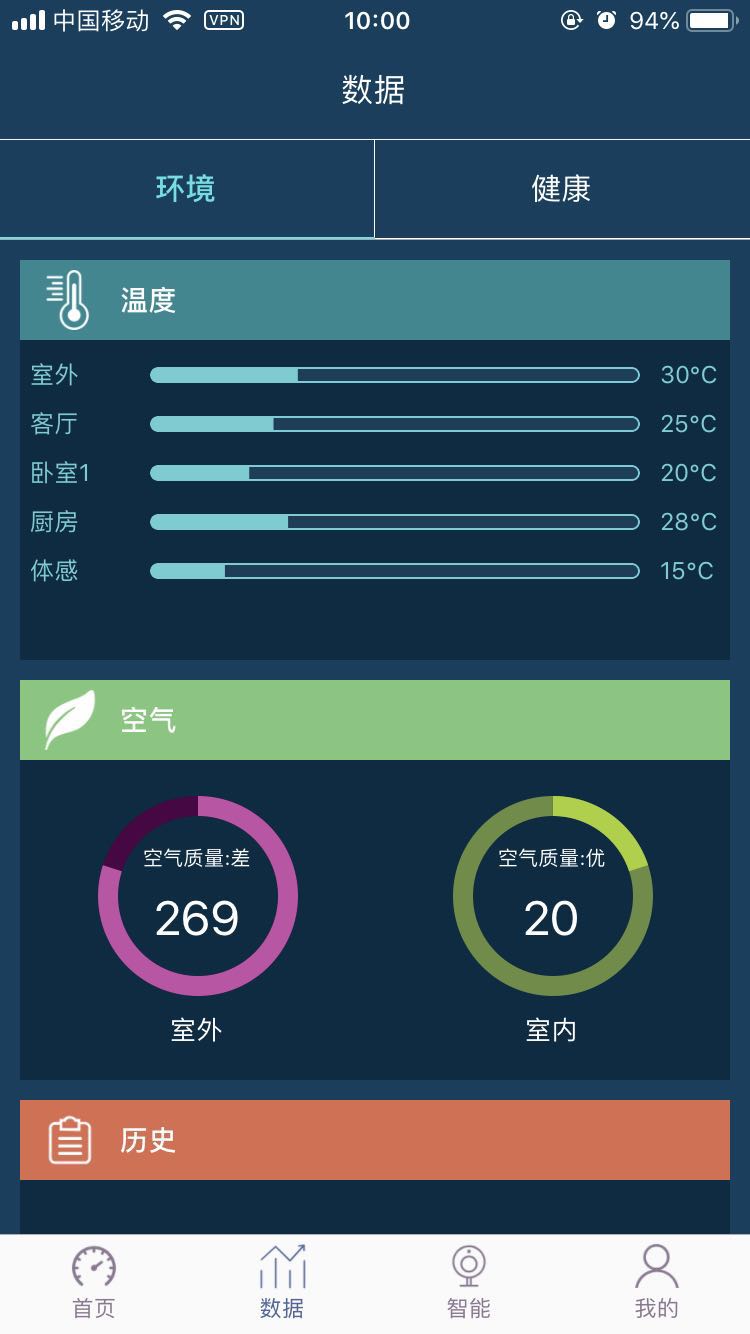 中国移动 VPN 10:00 94%
数据
环境 健康
温度
室外 30°C
客厅 25°C
卧室1 20°C
厨房 28°C
体感 15°C
空气
空气质量:差 空气质量:优
269 20
室外 室内
历史
首页 数据 智能 我的